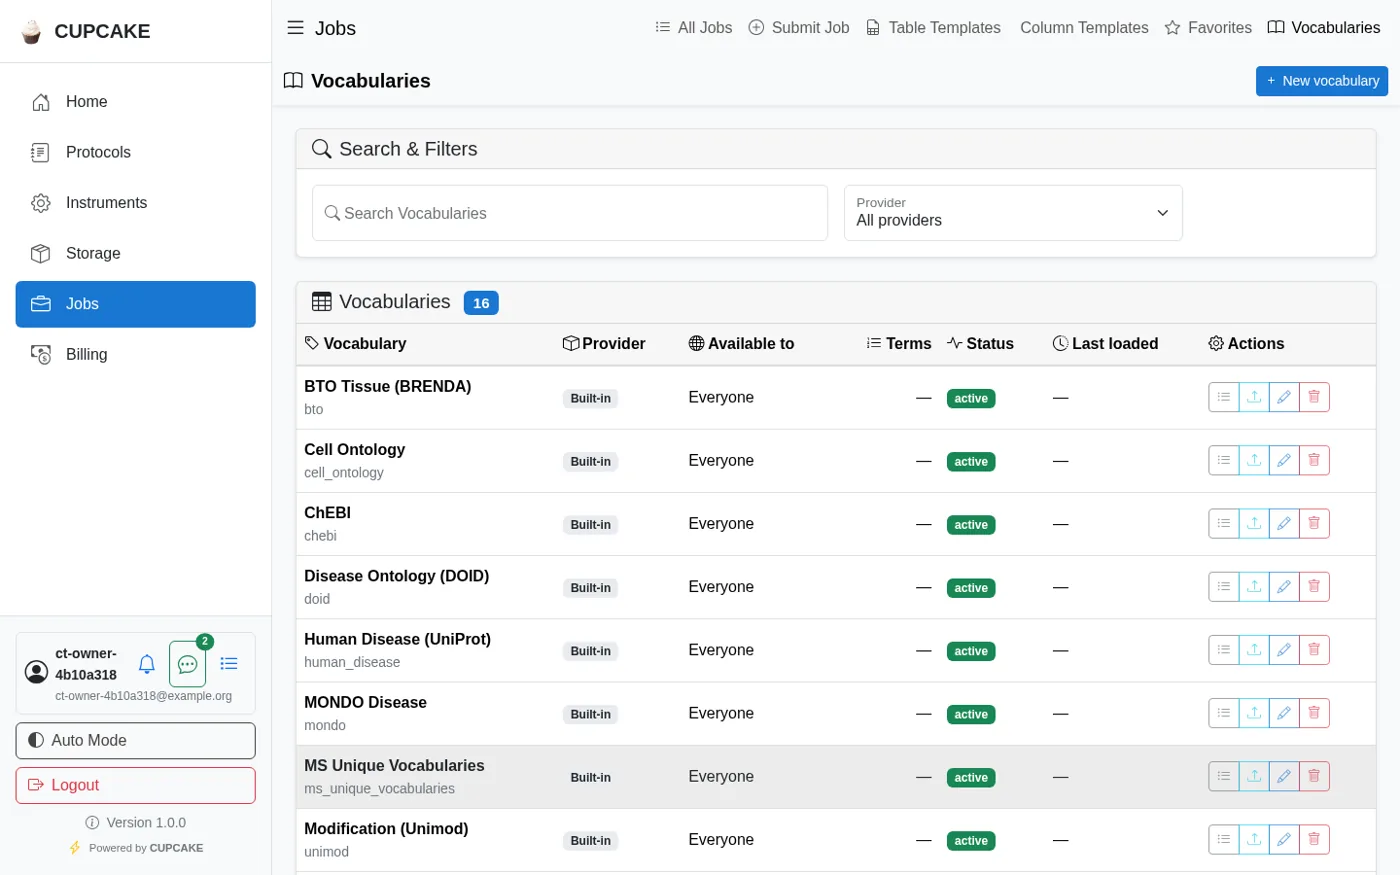 CUPCAKE
Jobs
All Jobs
Submit Job
Table Templates
Column Templates
Favorites
Vocabularies
Home
Protocols
Instruments
Storage
Jobs
Billing
Vocabularies
+ New vocabulary
Search & Filters
Search Vocabularies
Provider
All providers
Vocabularies 16
Vocabulary Provider Available to Terms Status Last loaded Actions
BTO Tissue (BRENDA)
bto
Built-in Everyone — active —
Cell Ontology
cell_ontology
Built-in Everyone — active —
ChEBI
chebi
Built-in Everyone — active —
Disease Ontology (DOID)
doid
Built-in Everyone — active —
Human Disease (UniProt)
human_disease
Built-in Everyone — active —
MONDO Disease
mondo
Built-in Everyone — active —
MS Unique Vocabularies
ms_unique_vocabularies
Built-in Everyone — active —
Modification (Unimod)
unimod
Built-in Everyone — active —
ct-owner-
4b10a318
2
ct-owner-4b10a318@example.org
Auto Mode
Logout
Version 1.0.0
Powered by CUPCAKE